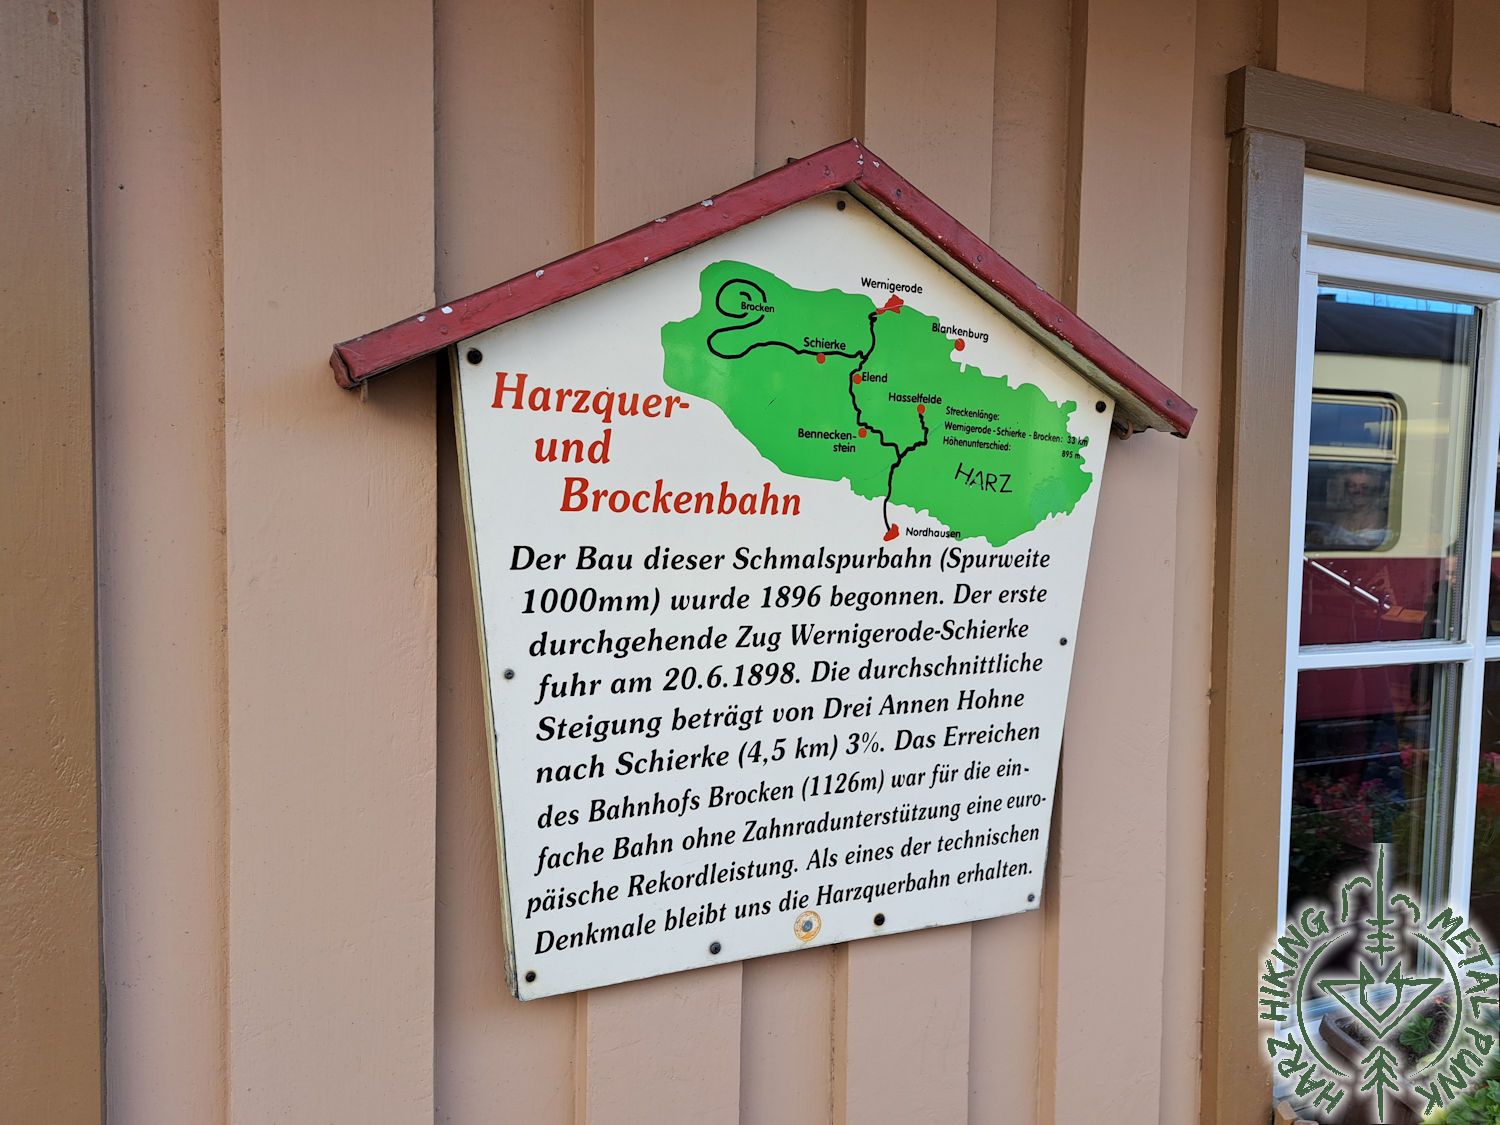 Wernigerode
Brocken
Blankenburg
Schierke
Elend
Hasselfelde
Streckenlänge:
Wernigerode - Schierke - Brocken: 33 km
Höhenunterschied: 895 m
Bennecken-
stein
HARZ
Nordhausen
Harzquer-
und
Brockenbahn
Der Bau dieser Schmalspurbahn (Spurweite
1000mm) wurde 1896 begonnen. Der erste
durchgehende Zug Wernigerode-Schierke
fuhr am 20.6.1898. Die durchschnittliche
Steigung beträgt von Drei Annen Hohne
nach Schierke (4,5 km) 3%. Das Erreichen
des Bahnhofs Brocken (1126m) war für die ein-
fache Bahn ohne Zahnradunterstützung eine euro-
päische Rekordleistung. Als eines der technischen
Denkmale bleibt uns die Harzquerbahn erhalten.
HARZ HIKING METAL PUNK